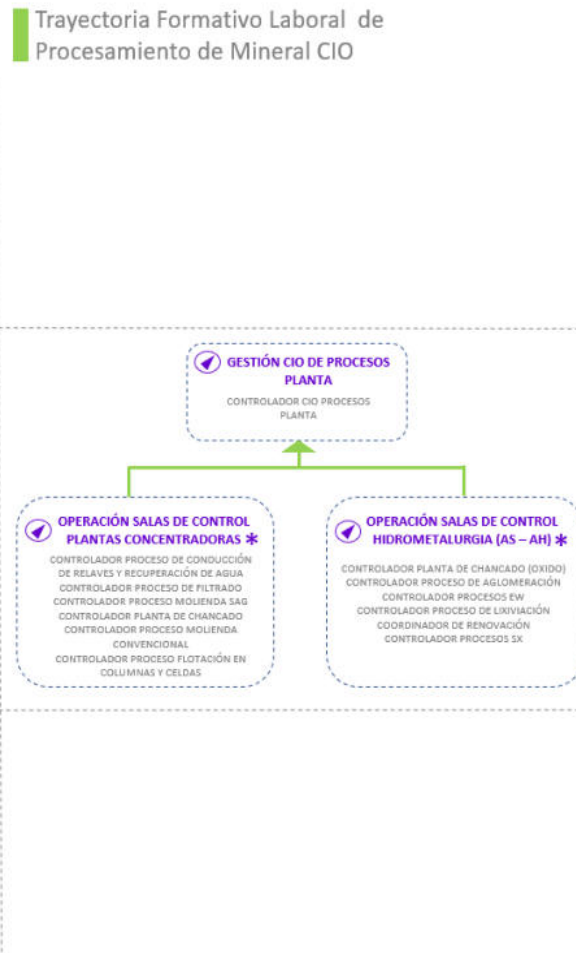 Trayectoria Formativo Laboral de
Procesamiento de Mineral CIO
GESTIÓN CIO DE PROCESOS
PLANTA
CONTROLADOR CIO PROCESOS
PLANTA
OPERACIÓN SALAS DE CONTROL
PLANTAS CONCENTRADORAS *
CONTROLADOR PROCESO DE CONDUCCIÓN
DE RELAVES Y RECUPERACIÓN DE AGUA
CONTROLADOR PROCESO DE FILTRADO
CONTROLADOR PROCESO MOLIENDA SAG
CONTROLADOR PLANTA DE CHANCADO
CONTROLADOR PROCESO MOLIENDA
CONVENCIONAL
CONTROLADOR PROCESO FLOTACIÓN EN
COLUMNAS Y CELDAS
OPERACIÓN SALAS DE CONTROL
HIDROMETALURGIA (AS – AH) *
CONTROLADOR PLANTA DE CHANCADO (OXIDO)
CONTROLADOR PROCESO DE AGLOMERACIÓN
CONTROLADOR PROCESOS EW
CONTROLADOR PROCESO DE LIXIVIACIÓN
COORDINADOR DE RENOVACIÓN
CONTROLADOR PROCESOS SX